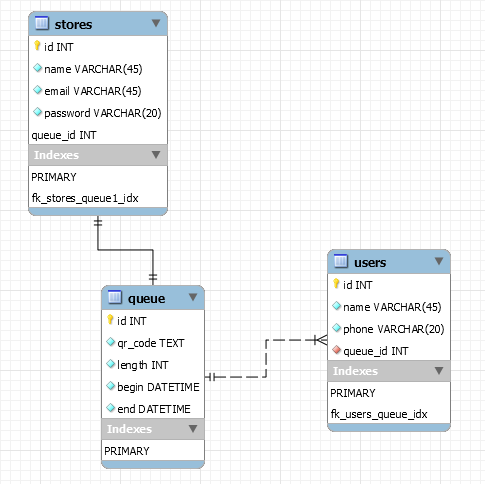 stores
id INT
name VARCHAR(45)
email VARCHAR(45)
password VARCHAR(20)
queue_id INT
Indexes
PRIMARY
fk_stores_queue1_idx
queue
id INT
qr_code TEXT
length INT
begin DATETIME
end DATETIME
Indexes
PRIMARY
users
id INT
name VARCHAR(45)
phone VARCHAR(20)
queue_id INT
Indexes
PRIMARY
fk_users_queue_idx